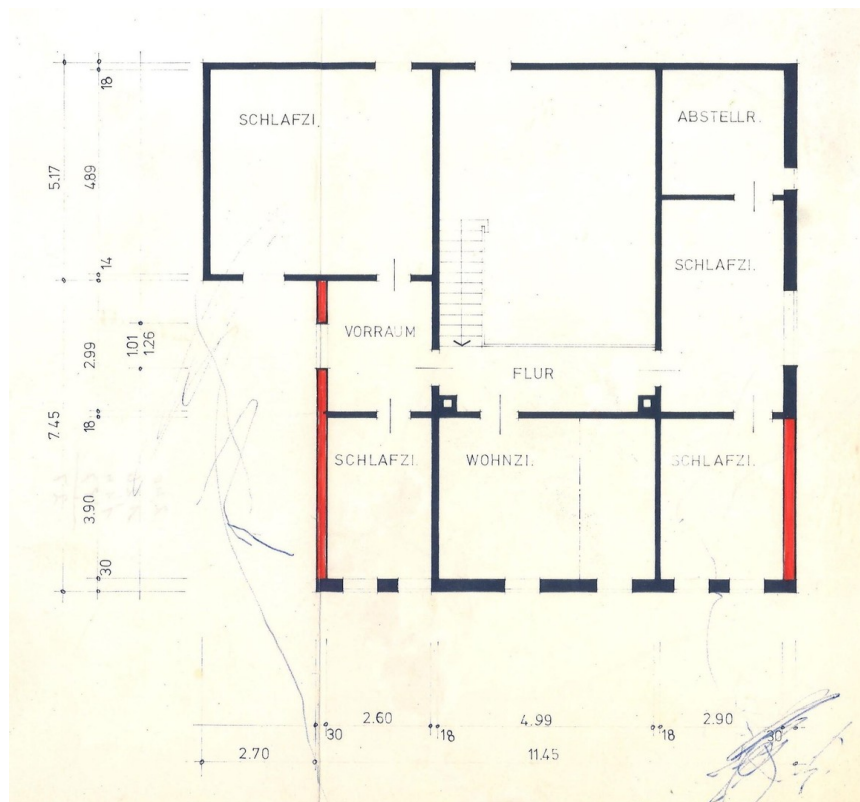 SCHLAFZI.
ABSTELLR.
SCHLAFZI.
VORRAUM
FLUR
SCHLAFZI.
WOHNZI.
SCHLAFZI.
18
5.17
4.89
14
1.01
1.26
2.99
7.45
18
3.90
30
2.60
4.99
2.90
30
18
18
30
2.70
11.45